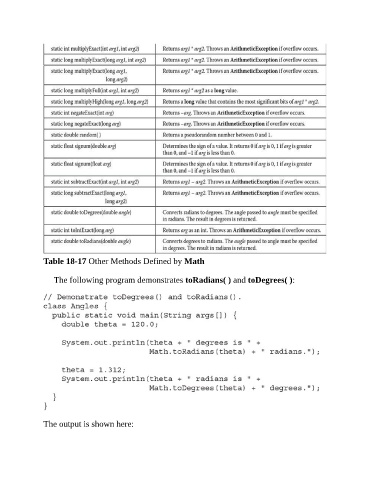 static int multiplyExact(int arg1, int arg2) Returns arg1 * arg2. Throws an ArithmeticException if overflow occurs.
static long multiplyExact(long arg1, int arg2) Returns arg1 * arg2. Throws an ArithmeticException if overflow occurs.
static long multiplyExact(long arg1, Returns arg1 * arg2. Throws an ArithmeticException if overflow occurs.
long arg2)
static long multiplyFull(int arg1, int arg2) Returns arg1 * arg2 as a long value.
static long multiplyHigh(long arg1, long arg2) Returns a long value that contains the most significant bits of arg1 * arg2.
static int negateExact(int arg) Returns –arg. Throws an ArithmeticException if overflow occurs.
static long negateExact(long arg) Returns –arg. Throws an ArithmeticException if overflow occurs.
static double random( ) Returns a pseudorandom number between 0 and 1.
static float signum(double arg) Determines the sign of a value. It returns 0 if arg is 0, 1 if arg is greater
than 0, and –1 if arg is less than 0.
static float signum(float arg) Determines the sign of a value. It returns 0 if arg is 0, 1 if arg is greater
than 0, and –1 if arg is less than 0.
static int subtractExact(int arg1, int arg2) Returns arg1 – arg2. Throws an ArithmeticException if overflow occurs.
static long subtractExact(long arg1, Returns arg1 – arg2. Throws an ArithmeticException if overflow occurs.
long arg2)
static double toDegrees(double angle) Converts radians to degrees. The angle passed to angle must be specified
in radians. The result in degrees is returned.
static int toIntExact(long arg) Returns arg as an int. Throws an ArithmeticException if overflow occurs.
static double toRadians(double angle) Converts degrees to radians. The angle passed to angle must be specified
in degrees. The result in radians is returned.
Table 18-17 Other Methods Defined by Math
The following program demonstrates toRadians( ) and toDegrees( ):
// Demonstrate toDegrees() and toRadians().
class Angles {
public static void main(String args[]) {
double theta = 120.0;
System.out.println(theta + " degrees is " +
Math.toRadians(theta) + " radians.");
theta = 1.312;
System.out.println(theta + " radians is " +
Math.toDegrees(theta) + " degrees.");
}
}
The output is shown here: